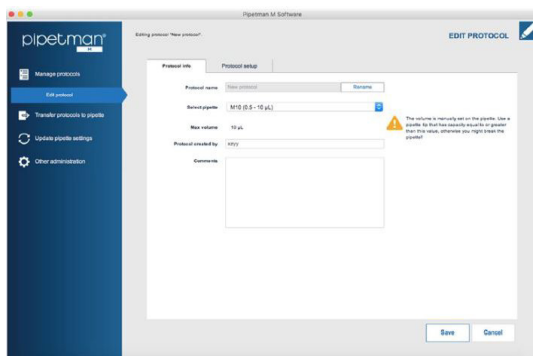 Pipetman M Software
pipetman®
M
Editing protocol "New protocol"
EDIT PROTOCOL
Manage protocols
Edit protocol
Transfer protocols to pipette
Update pipette settings
Other administration
Protocol info
Protocol setup
Protocol name
New protocol
Rename
Select pipette
M10 (0.5 - 10 µL)
Max volume
10 µL
Protocol created by
Comments
The volume is manually set on the pipette. Use a
pipette tip that has capacity equal to or greater
than this value, otherwise you might break the
pipette!
Save
Cancel